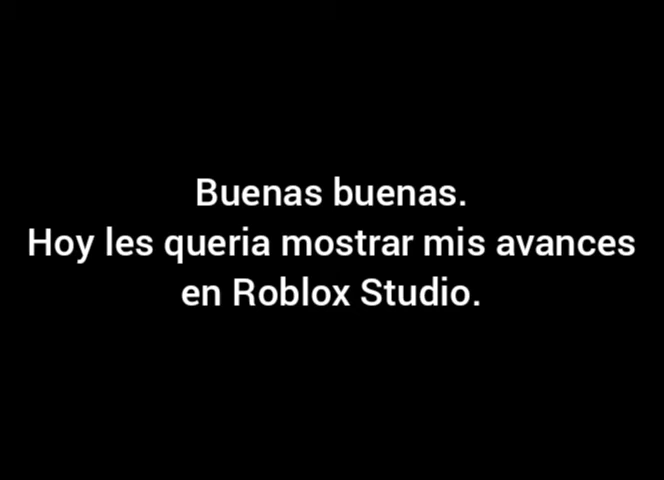 Buenas buenas.
Hoy les queria mostrar mis avances
en Roblox Studio.